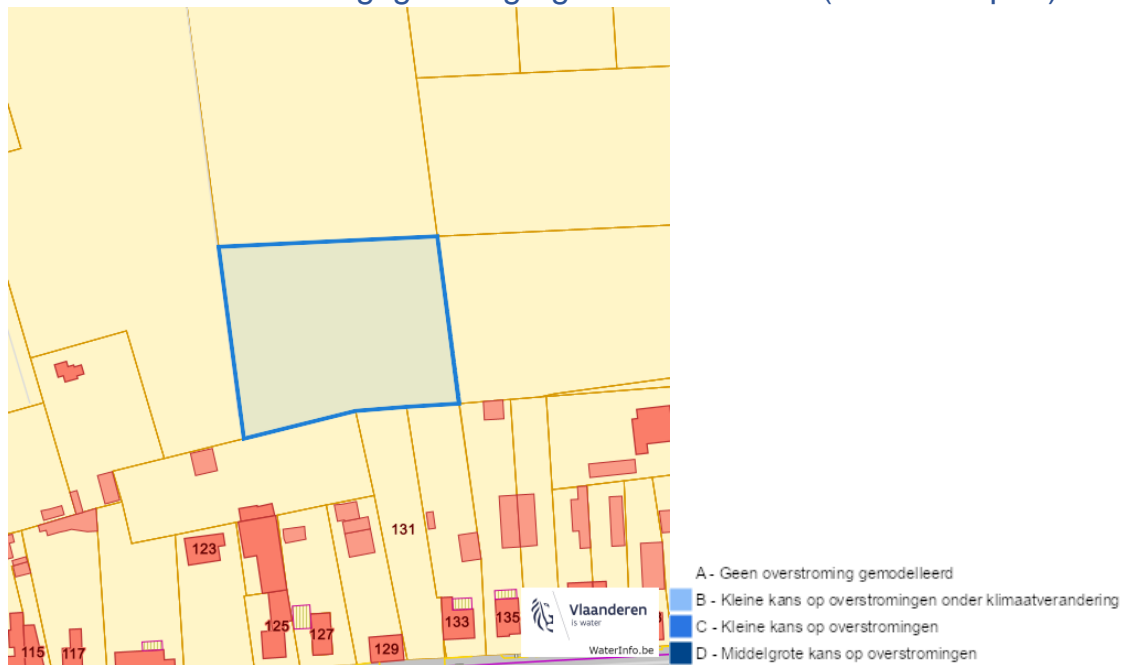 123
131
125
127
129
133
135
115
117
Vlaanderen
is water
WaterInfo.be
A - Geen overstroming gemodelleerd
B - Kleine kans op overstromingen onder klimaatverandering
C - Kleine kans op overstromingen
D - Middelgrote kans op overstromingen